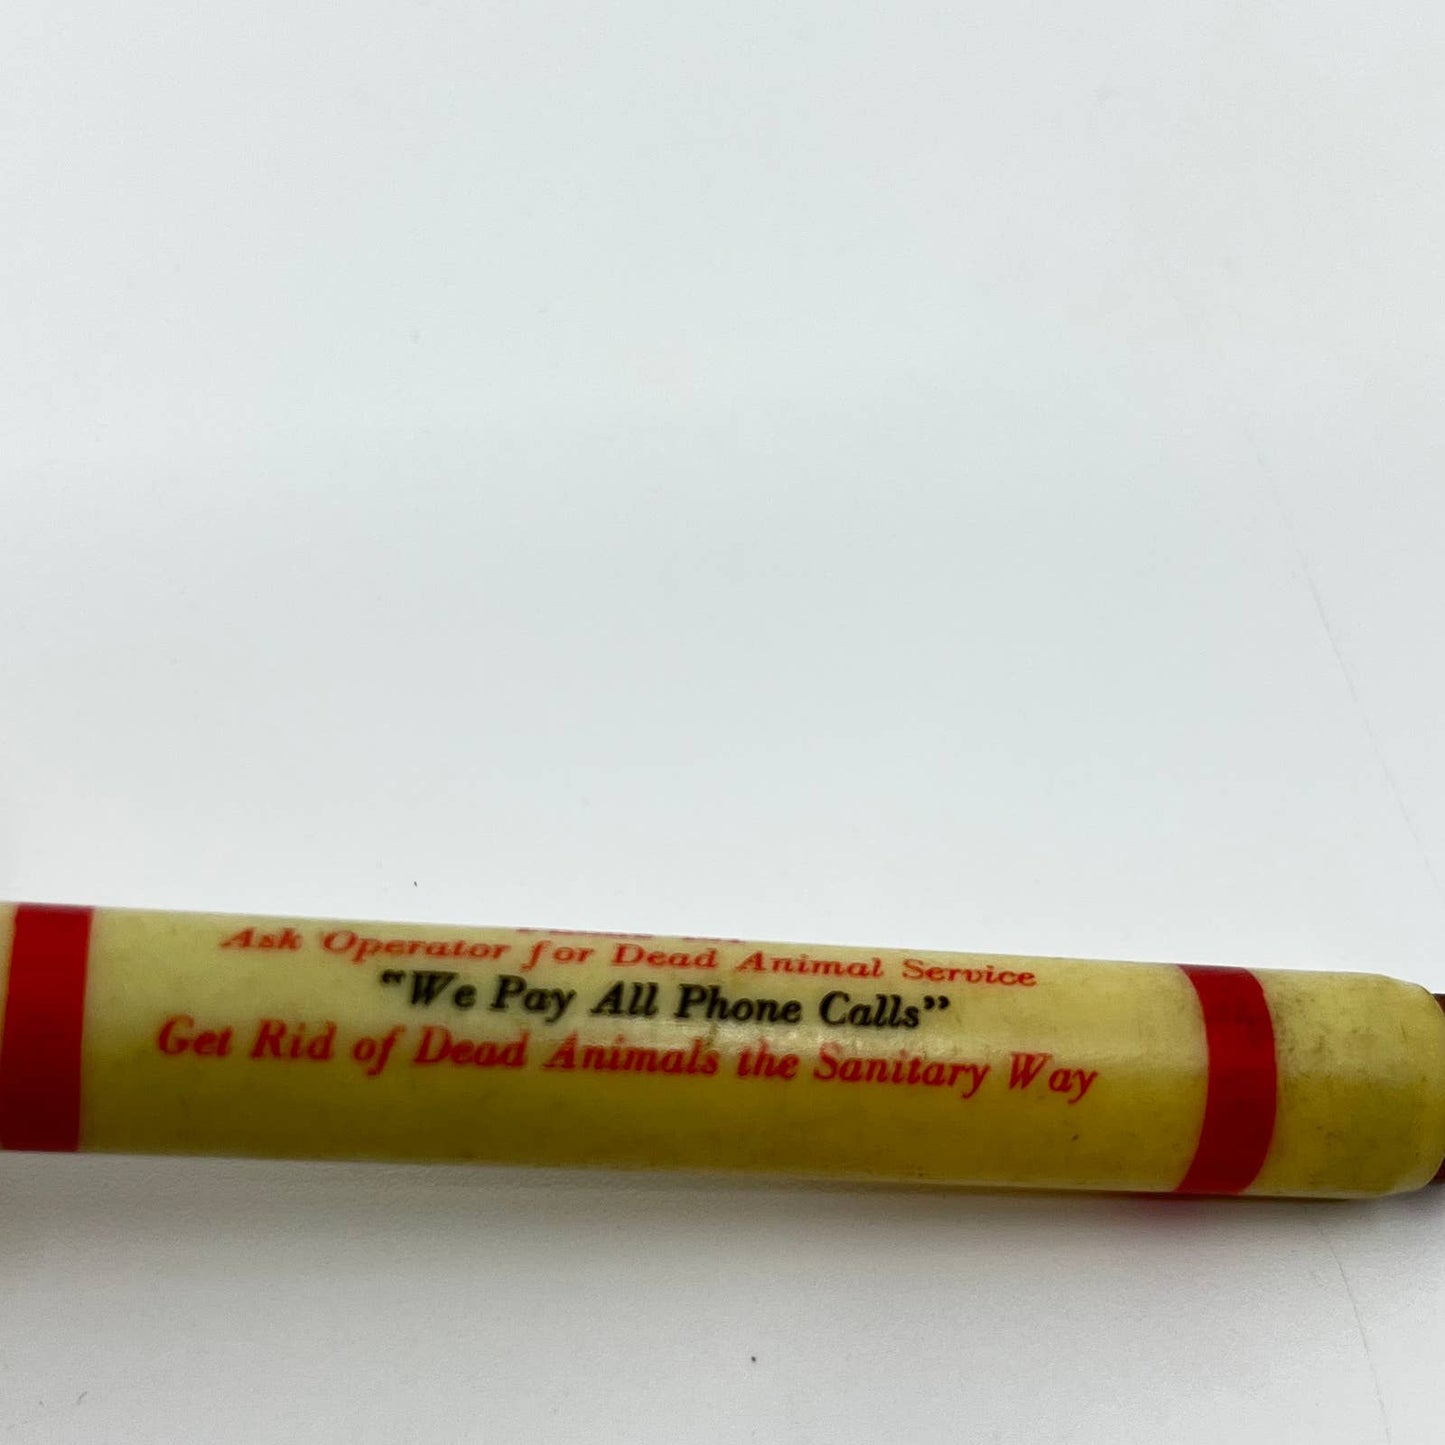 Ask Operator for Dead Animal Service
"We Pay All Phone Calls"
Get Rid of Dead Animals the Sanitary Way